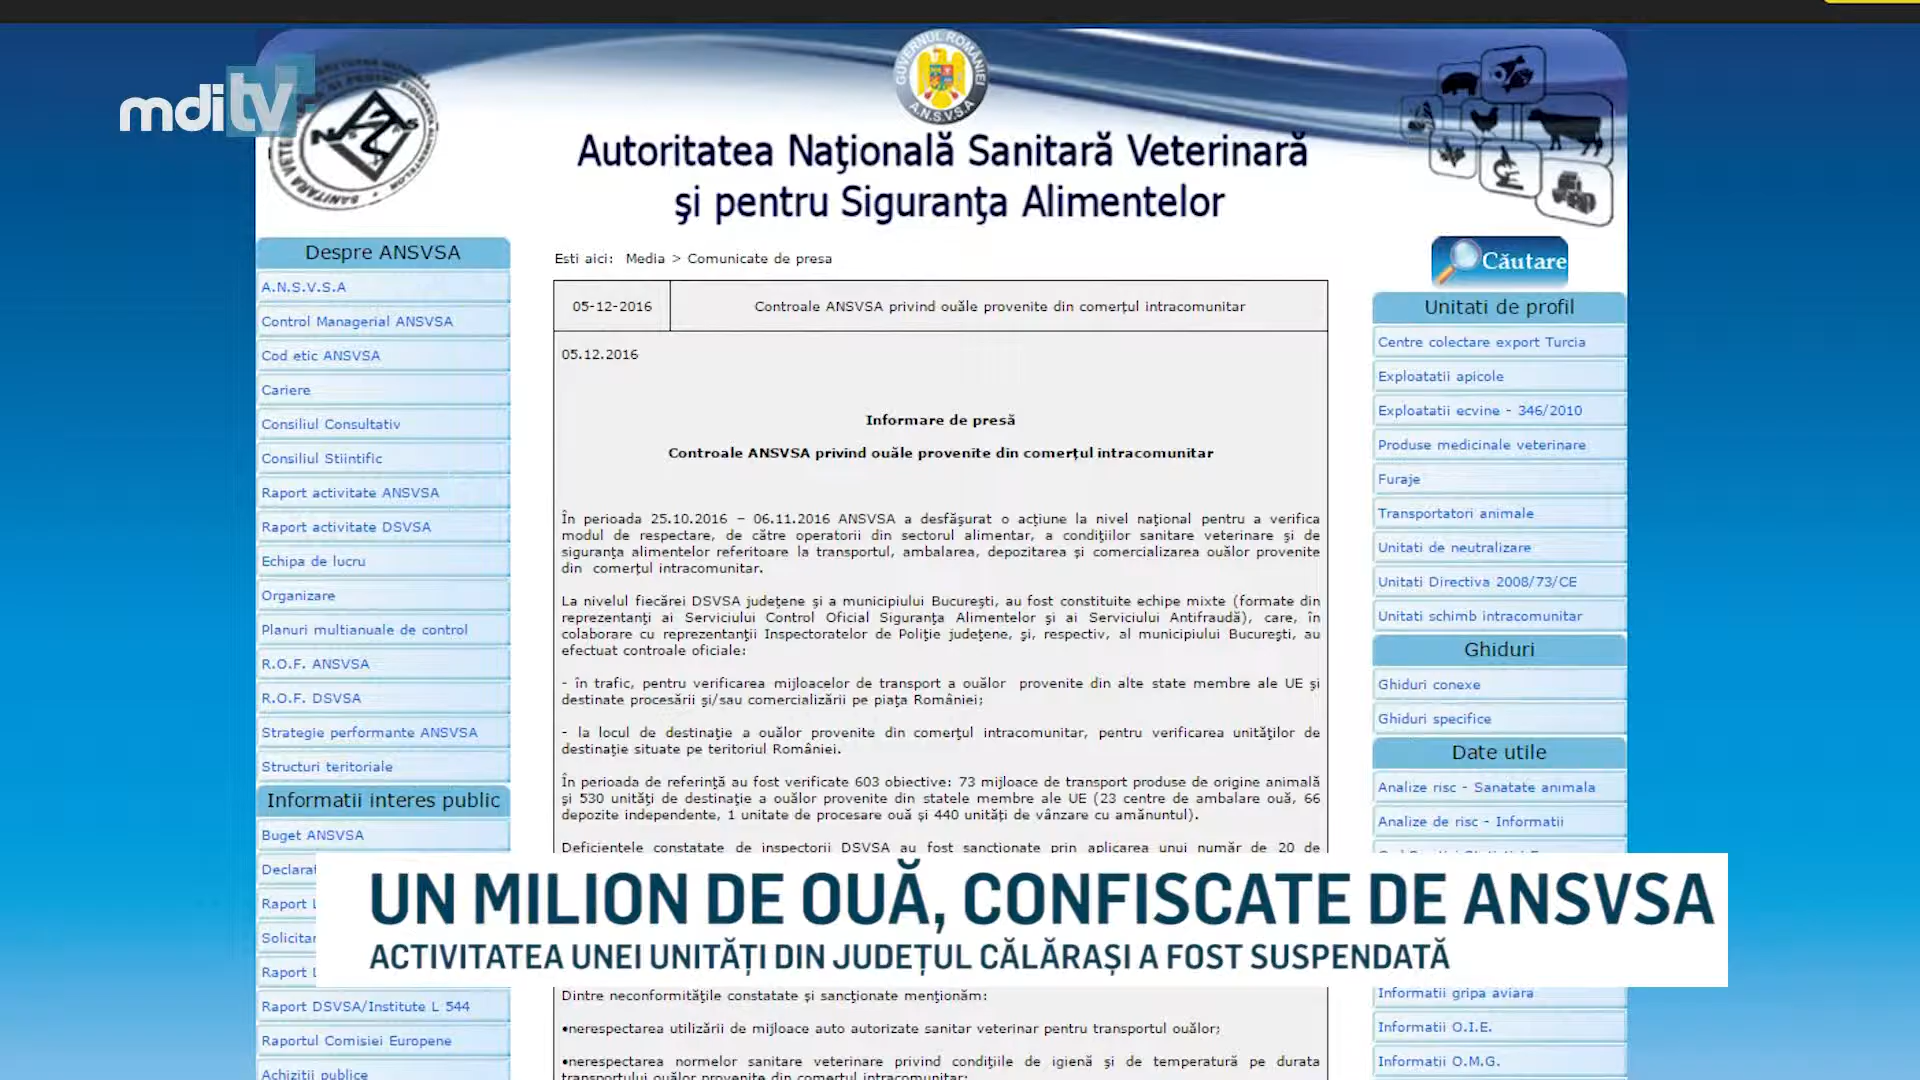 mditv
GUVERNUL ROMÂNIEI
A.N.S.V.S.A.
Autoritatea Naţională Sanitară Veterinară
şi pentru Siguranţa Alimentelor
Despre ANSVSA
A.N.S.V.S.A
Control Managerial ANSVSA
Cod etic ANSVSA
Cariere
Consiliul Consultativ
Consiliul Stiintific
Raport activitate ANSVSA
Raport activitate DSVSA
Echipa de lucru
Organizare
Planuri multianuale de control
R.O.F. ANSVSA
R.O.F. DSVSA
Strategie performante ANSVSA
Structuri teritoriale
Informatii interes public
Buget ANSVSA
Declarat
Raport L
Solicitar
Raport L
Raport DSVSA/Institute L 544
Raportul Comisiei Europene
Achizitii publice
Esti aici: Media > Comunicate de presa
05-12-2016 Controale ANSVSA privind ouăle provenite din comerţul intracomunitar
05.12.2016
Informare de presă
Controale ANSVSA privind ouăle provenite din comerţul intracomunitar
În perioada 25.10.2016 – 06.11.2016 ANSVSA a desfăşurat o acţiune la nivel naţional pentru a verifica
modul de respectare, de către operatorii din sectorul alimentar, a condiţiilor sanitare veterinare şi de
siguranţa alimentelor referitoare la transportul, ambalarea, depozitarea şi comercializarea ouălor provenite
din comerţul intracomunitar.
La nivelul fiecărei DSVSA judeţene şi a municipiului Bucureşti, au fost constituite echipe mixte (formate din
reprezentanţi ai Serviciului Control Oficial Siguranţa Alimentelor şi ai Serviciului Antifraudă), care, în
colaborare cu reprezentanţii Inspectoratelor de Poliţie judeţene, şi, respectiv, al municipiului Bucureşti, au
efectuat controale oficiale:
- în trafic, pentru verificarea mijloacelor de transport a ouălor provenite din alte state membre ale UE şi
destinate procesării şi/sau comercializării pe piaţa României;
- la locul de destinaţie a ouălor provenite din comerţul intracomunitar, pentru verificarea unităţilor de
destinaţie situate pe teritoriul României.
În perioada de referinţă au fost verificate 603 obiective: 73 mijloace de transport produse de origine animală
şi 530 unităţi de destinaţie a ouălor provenite din statele membre ale UE (23 centre de ambalare ouă, 66
depozite independente, 1 unitate de procesare ouă şi 440 unităţi de vânzare cu amănuntul).
Deficienţele constatate de inspectorii DSVSA au fost sancţionate prin aplicarea unui număr de 20 de
UN MILION DE OUĂ, CONFISCATE DE ANSVSA
ACTIVITATEA UNEI UNITĂȚI DIN JUDEȚUL CĂLĂRAȘI A FOST SUSPENDATĂ
Dintre neconformităţile constatate şi sancţionate menţionăm:
•nerespectarea utilizării de mijloace auto autorizate sanitar veterinar pentru transportul ouălor;
•nerespectarea normelor sanitare veterinare privind condiţiile de igienă şi de temperatură pe durata
transportului ouălor provenite din comerţul intracomunitar;
Căutare
Unitati de profil
Centre colectare export Turcia
Exploatatii apicole
Exploatatii ecvine - 346/2010
Produse medicinale veterinare
Furaje
Transportatori animale
Unitati de neutralizare
Unitati Directiva 2008/73/CE
Unitati schimb intracomunitar
Ghiduri
Ghiduri conexe
Ghiduri specifice
Date utile
Analize risc - Sanatate animala
Analize de risc - Informatii
Informatii gripa aviara
Informatii O.I.E.
Informatii O.M.G.